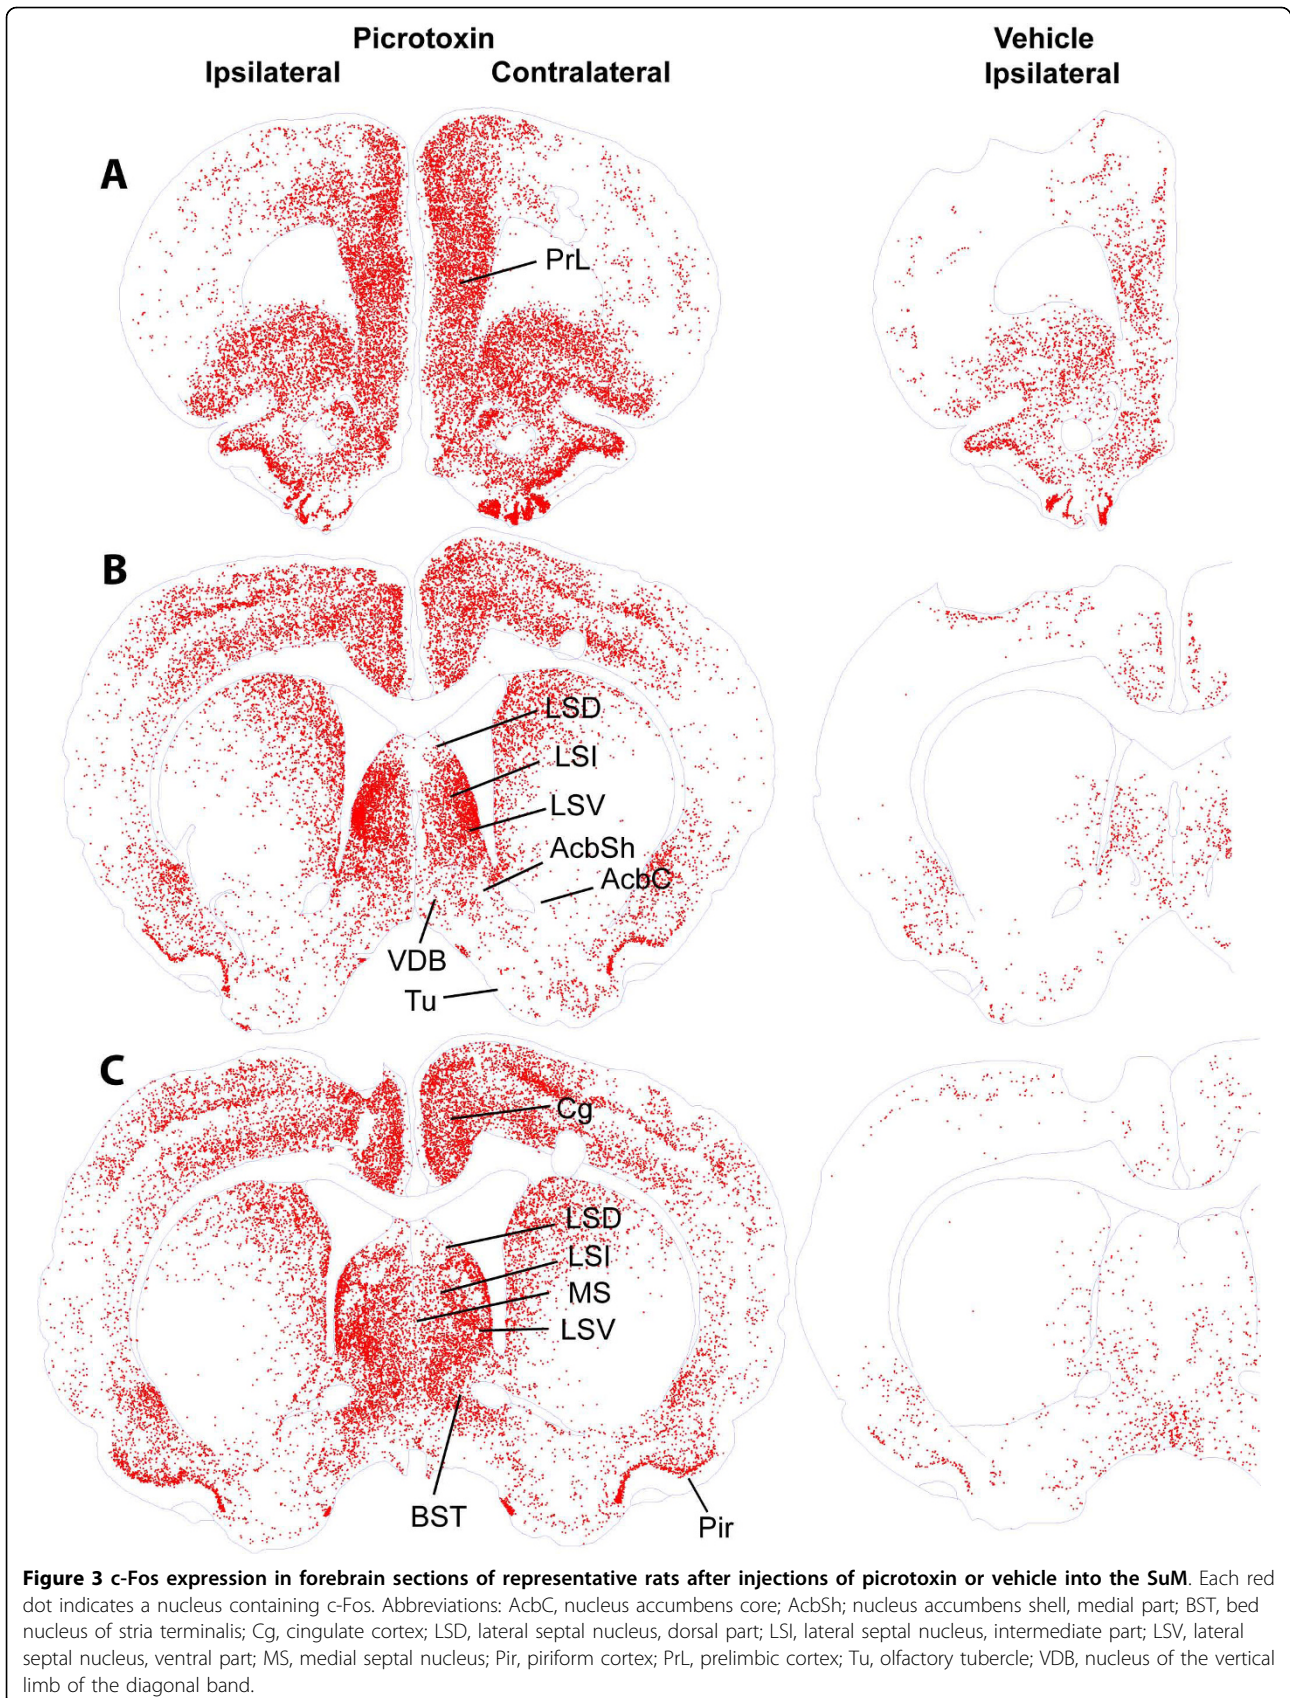 Picrotoxin
Vehicle
Ipsilateral
Contralateral
Ipsilateral
A
PrL
B
LSD
LSI
LSV
AcbSh
AcbC
VDB
Tu
C
Cg
LSD
LSI
MS
LSV
BST
Pir
Figure 3 c-Fos expression in forebrain sections of representative rats after injections of picrotoxin or vehicle into the SuM. Each red
dot indicates a nucleus containing c-Fos. Abbreviations: AcbC, nucleus accumbens core; AcbSh; nucleus accumbens shell, medial part; BST, bed
nucleus of stria terminalis; Cg, cingulate cortex; LSD, lateral septal nucleus, dorsal part; LSI, lateral septal nucleus, intermediate part; LSV, lateral
septal nucleus, ventral part; MS, medial septal nucleus; Pir, piriform cortex; PrL, prelimbic cortex; Tu, olfactory tubercle; VDB, nucleus of the vertical
limb of the diagonal band.